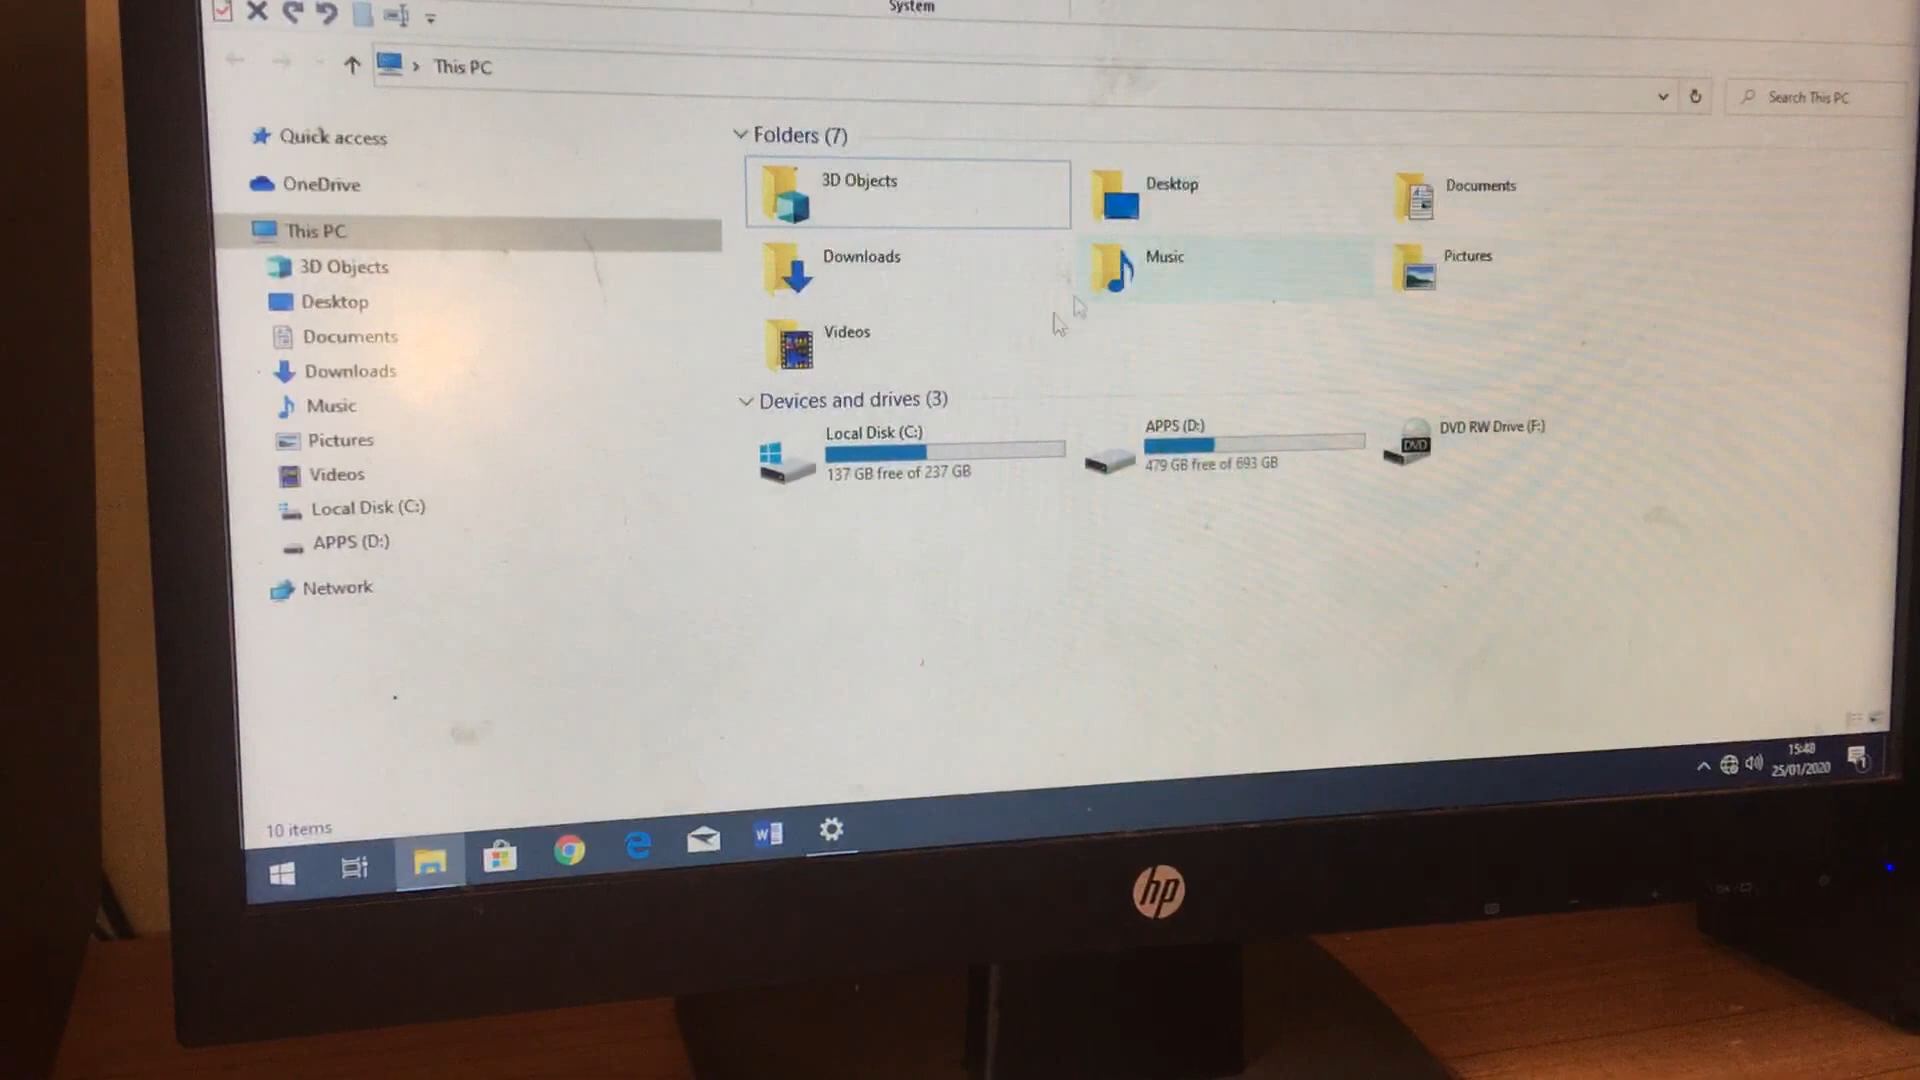 System
This PC
Search This PC
Quick access
OneDrive
This PC
3D Objects
Desktop
Documents
Downloads
Music
Pictures
Videos
Local Disk (C:)
APPS (D:)
Network
Folders (7)
3D Objects
Desktop
Documents
Downloads
Music
Pictures
Videos
Devices and drives (3)
Local Disk (C:)
137 GB free of 237 GB
APPS (D:)
479 GB free of 693 GB
DVD RW Drive (F:)
DVD
10 items
15:48
25/01/2020
1
W
hp